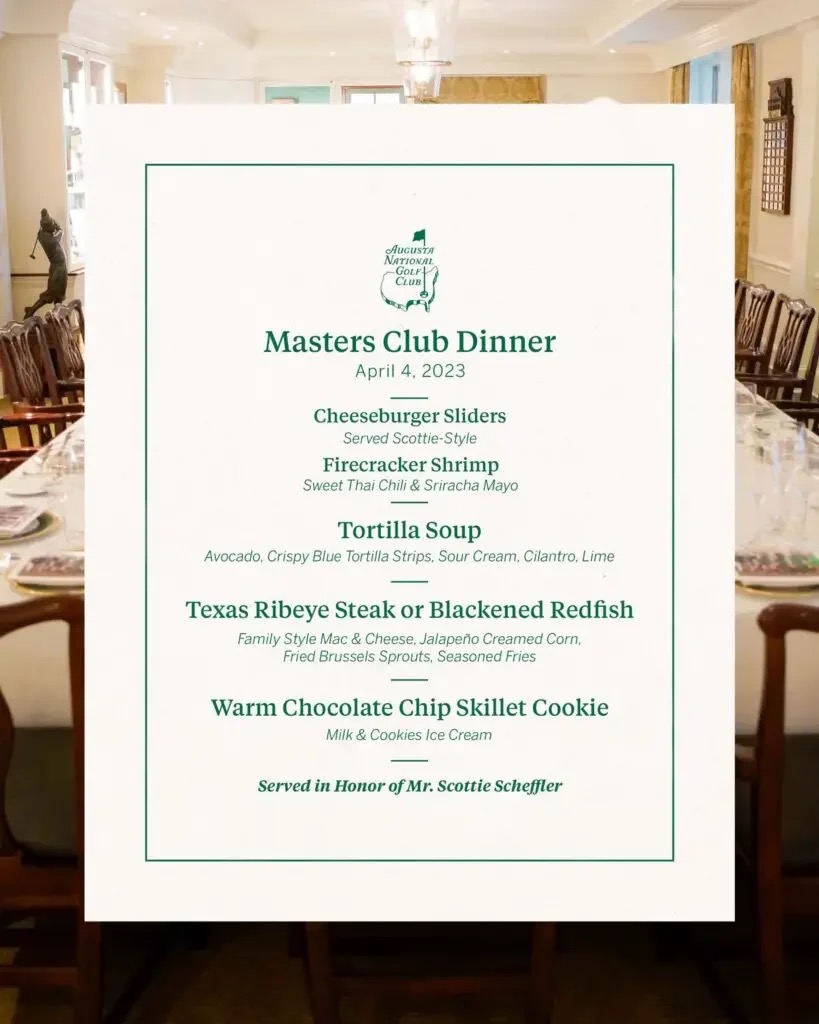 AUGUSTA
NATIONAL
GOLF
CLUB
Masters Club Dinner
April 4, 2023
Cheeseburger Sliders
Served Scottie-Style
Firecracker Shrimp
Sweet Thai Chili & Sriracha Mayo
Tortilla Soup
Avocado, Crispy Blue Tortilla Strips, Sour Cream, Cilantro, Lime
Texas Ribeye Steak or Blackened Redfish
Family Style Mac & Cheese, Jalapeño Creamed Corn,
Fried Brussels Sprouts, Seasoned Fries
Warm Chocolate Chip Skillet Cookie
Milk & Cookies Ice Cream
Served in Honor of Mr. Scottie Scheffler